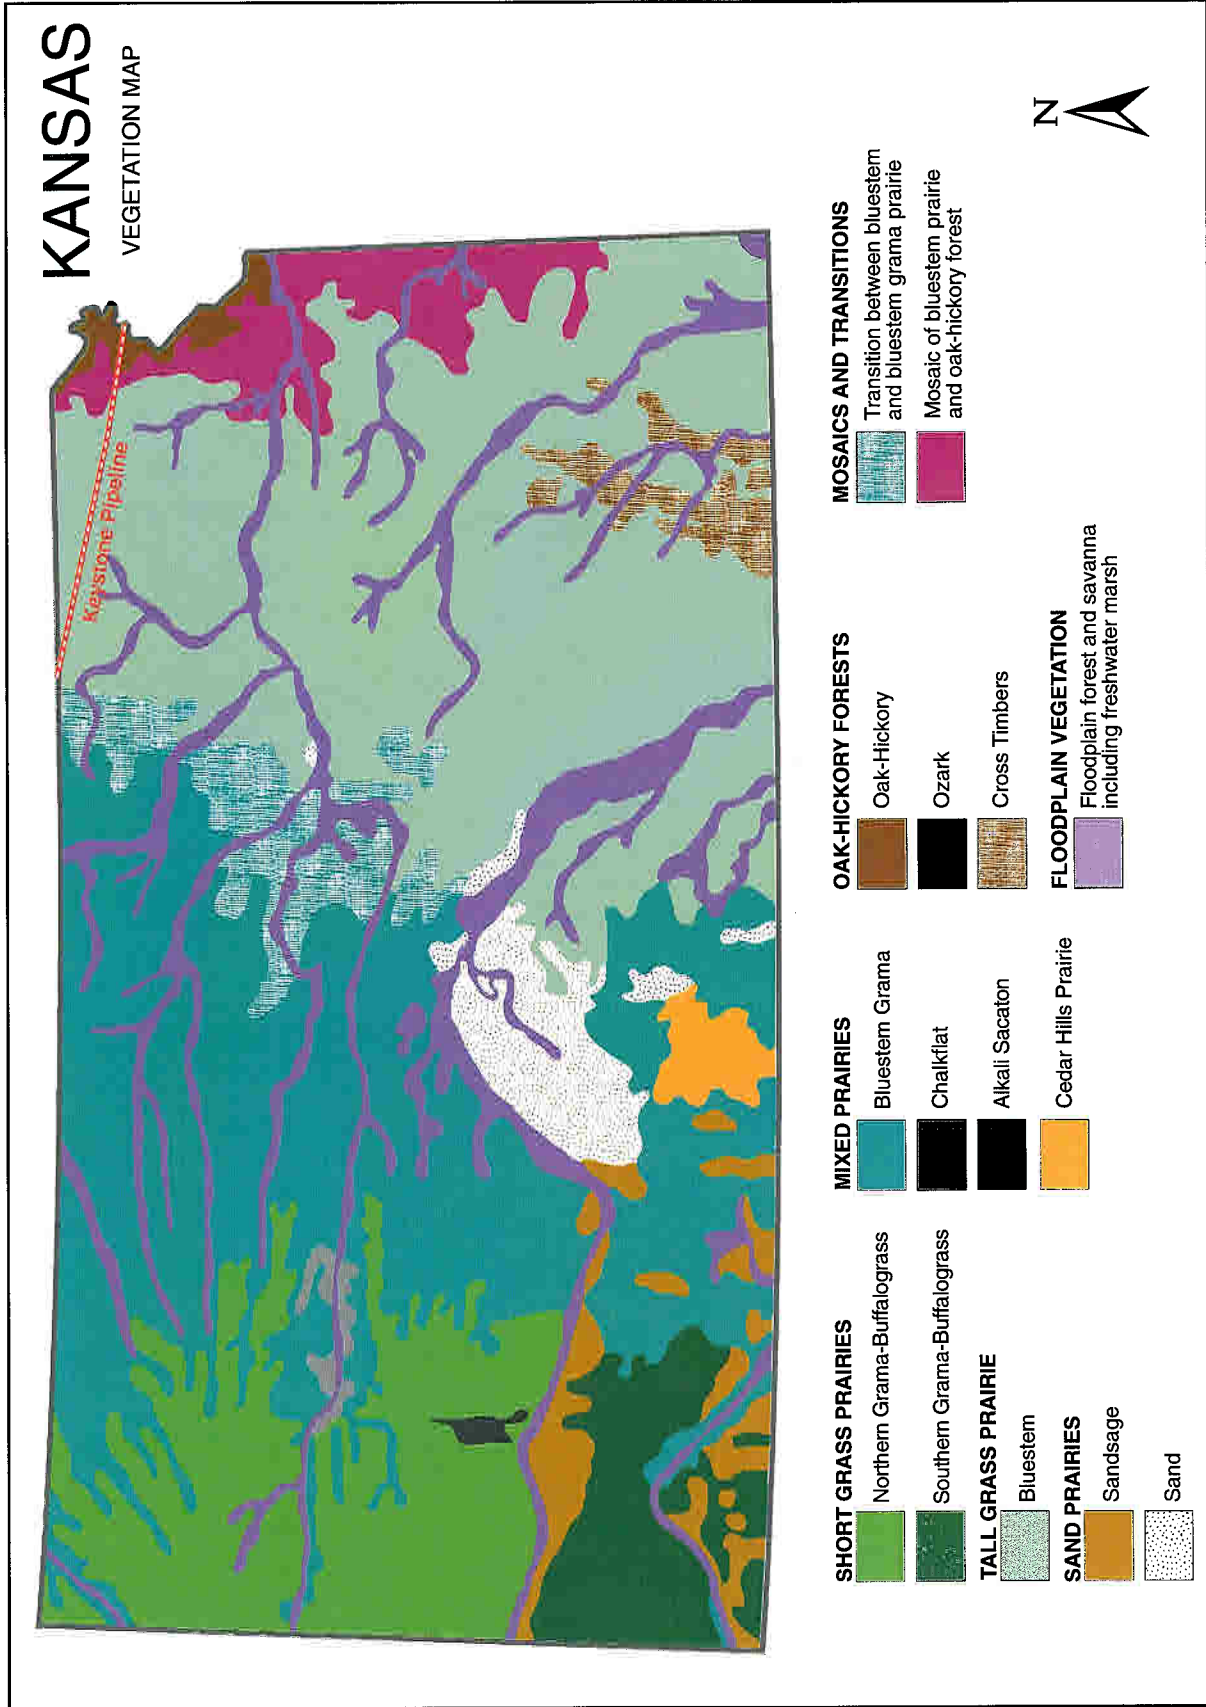 KANSAS
VEGETATION MAP
Keystone Pipeline
SHORT GRASS PRAIRIES
Northern Grama-Buffalograss
Southern Grama-Buffalograss
TALL GRASS PRAIRIE
Bluestem
SAND PRAIRIES
Sandsage
Sand
MIXED PRAIRIES
Bluestem Grama
Chalkflat
Alkali Sacaton
Cedar Hills Prairie
OAK-HICKORY FORESTS
Oak-Hickory
Ozark
Cross Timbers
FLOODPLAIN VEGETATION
Floodplain forest and savanna
including freshwater marsh
MOSAICS AND TRANSITIONS
Transition between bluestem
and bluestem grama prairie
Mosaic of bluestem prairie
and oak-hickory forest
N